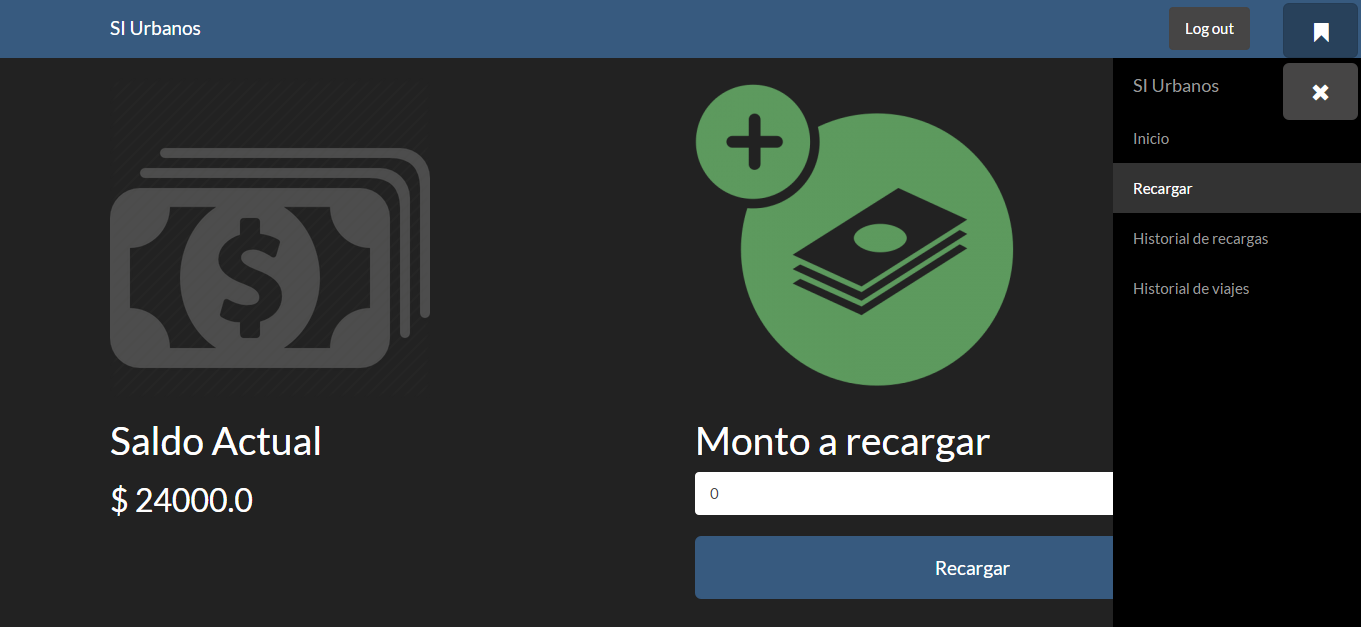 SI Urbanos
Log out
SI Urbanos
Inicio
Recargar
Historial de recargas
Historial de viajes
$
Saldo Actual
$ 24000.0
Monto a recargar
0
Recargar